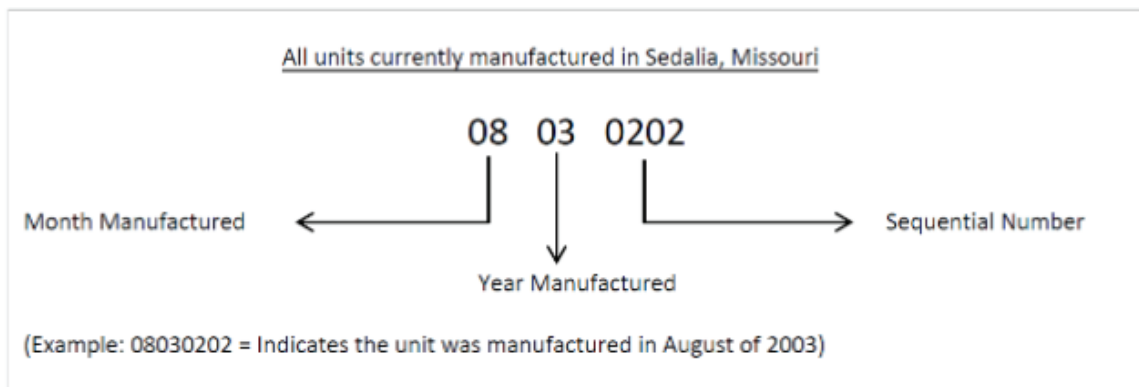 All units currently manufactured in Sedalia, Missouri
08 03 0202
Month Manufactured
Sequential Number
Year Manufactured
(Example: 08030202 = Indicates the unit was manufactured in August of 2003)